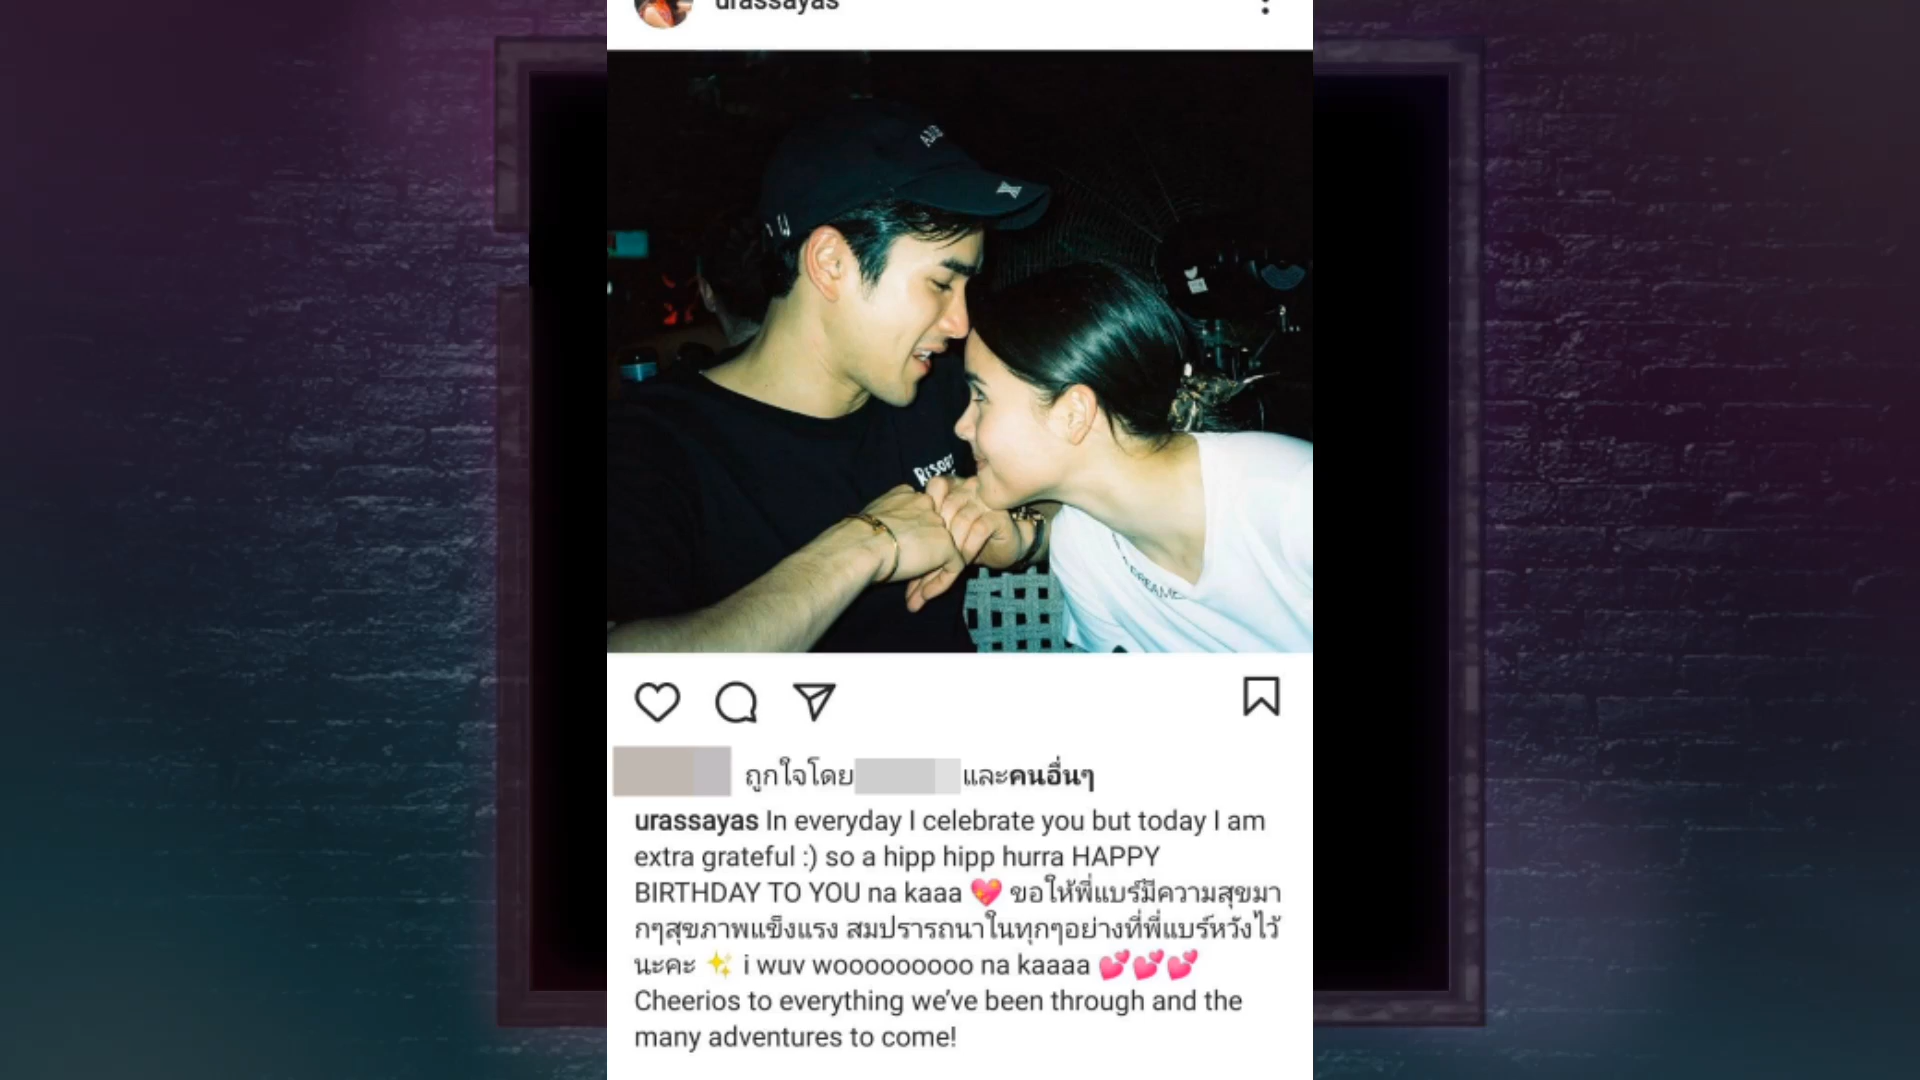 urassayas
RESORT
DREAME
ถูกใจโดย และคนอื่นๆ
urassayas In everyday I celebrate you but today I am
extra grateful :) so a hipp hipp hurra HAPPY
BIRTHDAY TO YOU na kaaa 💖 ขอให้พี่แบร์มีความสุขมา
กๆสุขภาพแข็งแรง สมปรารถนาในทุกๆอย่างที่พี่แบร์หวังไว้
นะคะ ✨ i wuv wooooooooo na kaaaa 💕💕💕
Cheerios to everything we’ve been through and the
many adventures to come!